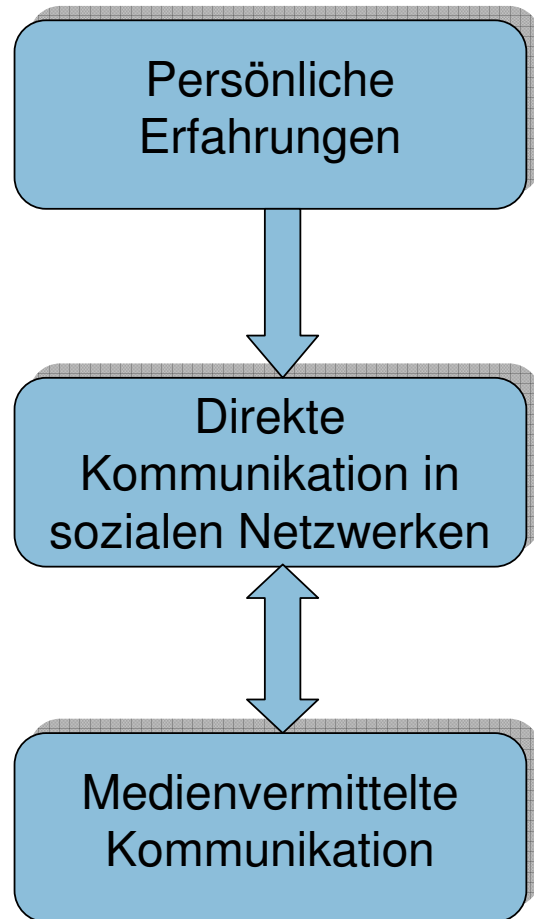 Persönliche
Erfahrungen
Direkte
Kommunikation in
sozialen Netzwerken
Medienvermittelte
Kommunikation